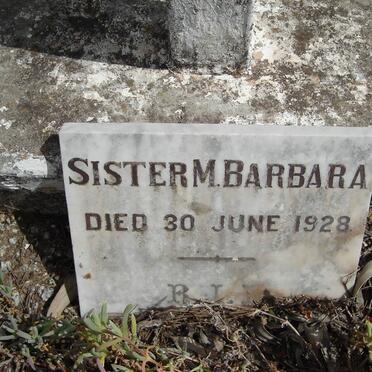 SISTER M. BARBARA
DIED 30 JUNE 1928
R.I.